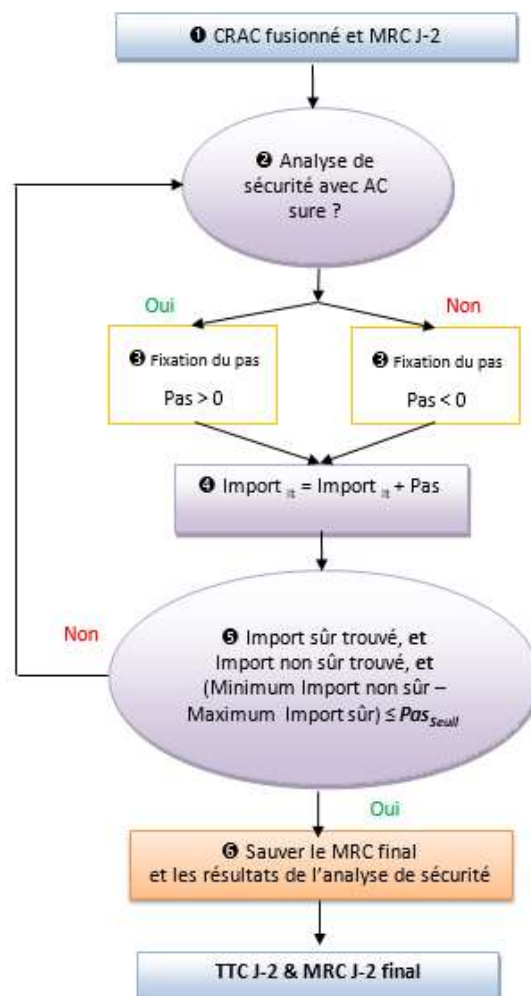 ❶ CRAC fusionné et MRC J-2
❷ Analyse de
sécurité avec AC
sure ?
Oui
Non
❸ Fixation du pas
Pas > 0
❸ Fixation du pas
Pas < 0
❹ Import it = Import it + Pas
Non
❺ Import sûr trouvé, et
Import non sûr trouvé, et
(Minimum Import non sûr –
Maximum Import sûr) ≤ Pas Seuil
Oui
❻ Sauver le MRC final
et les résultats de l'analyse de sécurité
TTC J-2 & MRC J-2 final